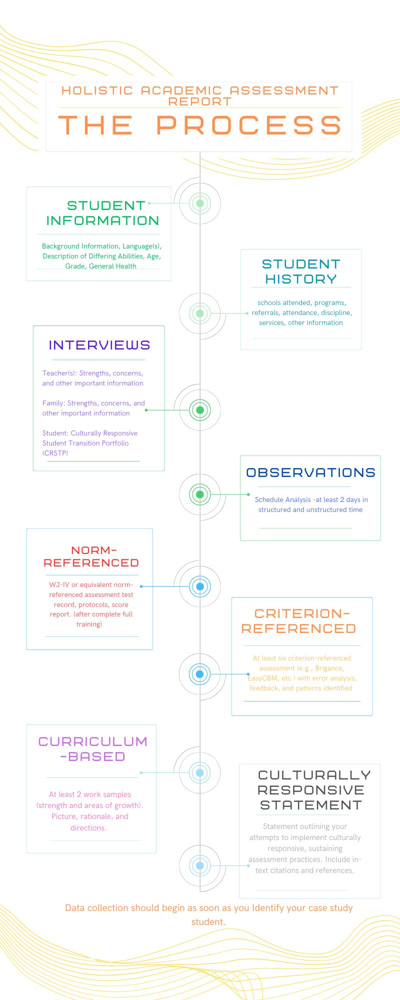 HOLISTIC ACADEMIC ASSESSMENT
REPORT
THE PROCESS
STUDENT
INFORMATION
Background Information, Language(s),
Description of Differing Abilities, Age,
Grade, General Health
STUDENT
HISTORY
schools attended, programs,
referrals, attendance, discipline,
services, other information
INTERVIEWS
Teacher(s): Strengths, concerns,
and other important information
Family: Strengths, concerns, and
other important information
Student: Culturally Responsive
Student Transition Portfolio
(CRSTP)
OBSERVATIONS
Schedule Analysis -at least 2 days in
structured and unstructured time
NORM-
REFERENCED
WJ-IV or equivalent norm-
referenced assessment test
record, protocols, score
report. (after complete full
training)
CRITERION-
REFERENCED
At least six criterion-referenced
assessment (e.g., Brigance,
EasyCBM, etc.) with error analysis,
feedback, and patterns identified
CURRICULUM
-BASED
At least 2 work samples
(strength and areas of growth).
Picture, rationale, and
directions.
CULTURALLY
RESPONSIVE
STATEMENT
Statement outlining your
attempts to implement culturally
responsive, sustaining
assessment practices. Include in-
text citations and references.
Data collection should begin as soon as you Identify your case study
student.